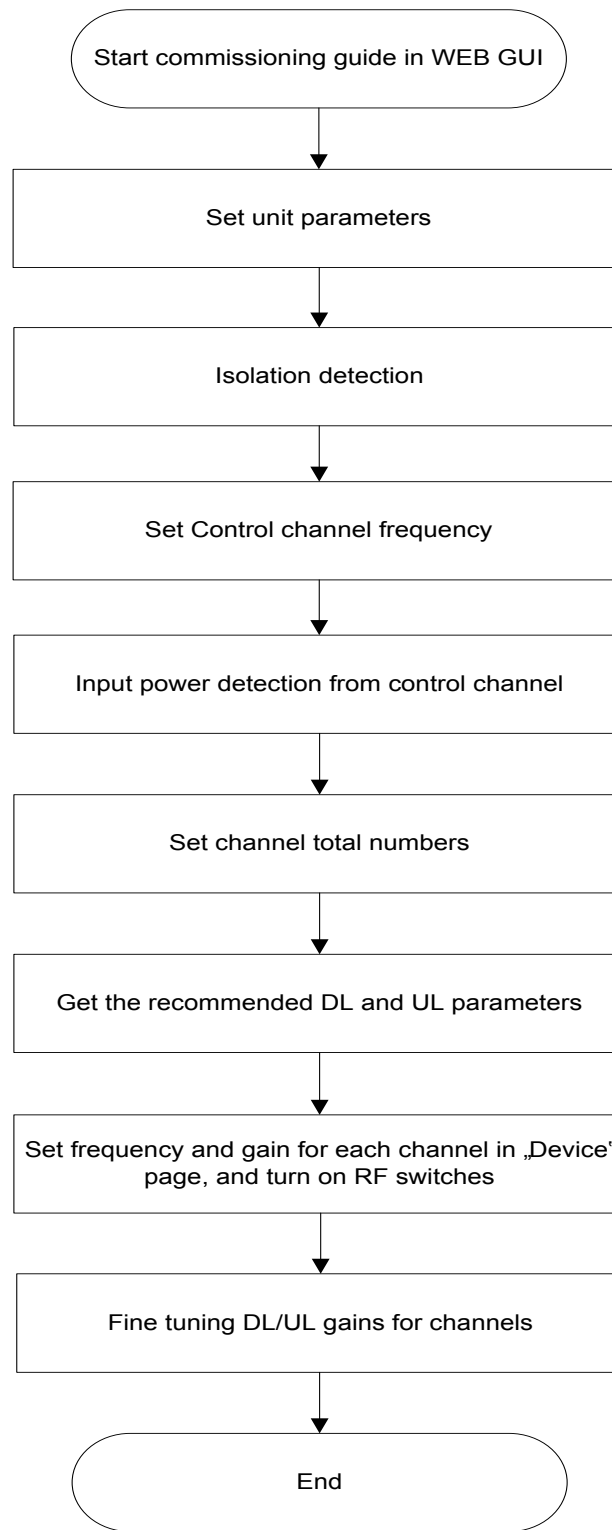 Start commissioning guide in WEB GUI
Set unit parameters
Isolation detection
Set Control channel frequency
Input power detection from control channel
Set channel total numbers
Get the recommended DL and UL parameters
Set frequency and gain for each channel in „Device“
page, and turn on RF switches
Fine tuning DL/UL gains for channels
End